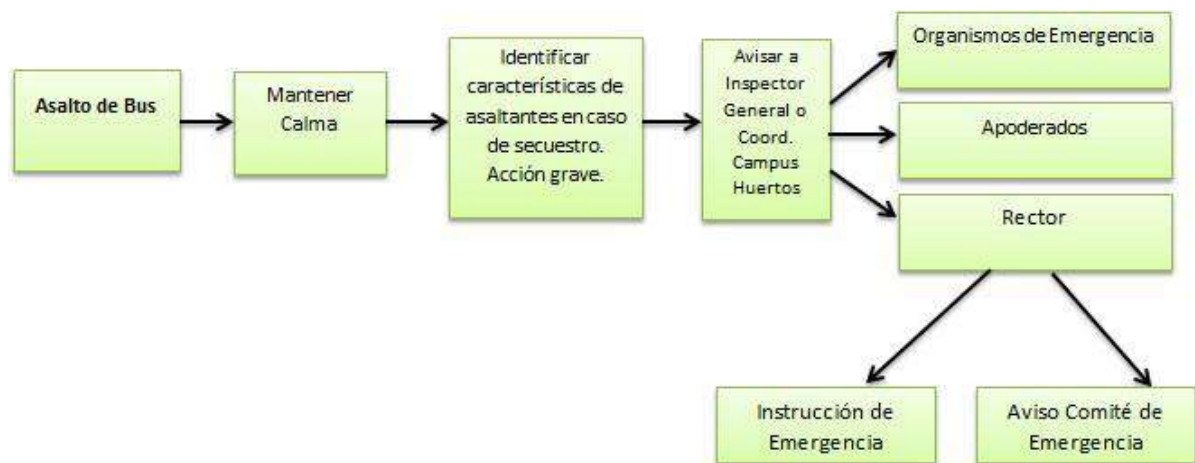 Asalto de Bus
Mantener
Calma
Identificar
características de
asaltantes en caso
de secuestro.
Acción grave.
Avisar a
Inspector
General o
Coord.
Campus
Huertos
Organismos de Emergencia
Apoderados
Rector
Instrucción de
Emergencia
Aviso Comité de
Emergencia